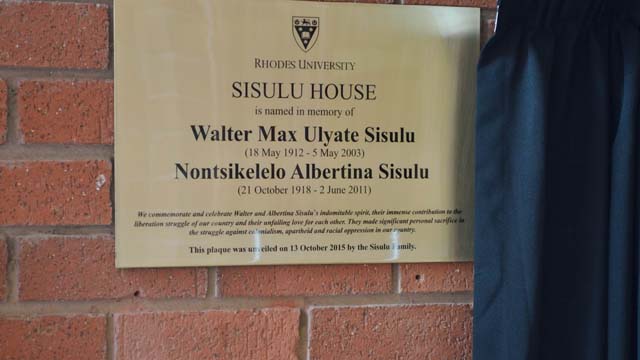 RHODES UNIVERSITY
SISULU HOUSE
is named in memory of
Walter Max Ulyate Sisulu
(18 May 1912 - 5 May 2003)
Nontsikelelo Albertina Sisulu
(21 October 1918 - 2 June 2011)
We commemorate and celebrate Walter and Albertina Sisulu's indomitable spirit, their immense contribution to the
liberation struggle of our country and their unfailing love for each other. They made significant personal sacrifice in
the struggle against colonialism, apartheid and racial oppression in our country.
This plaque was unveiled on 13 October 2015 by the Sisulu Family.